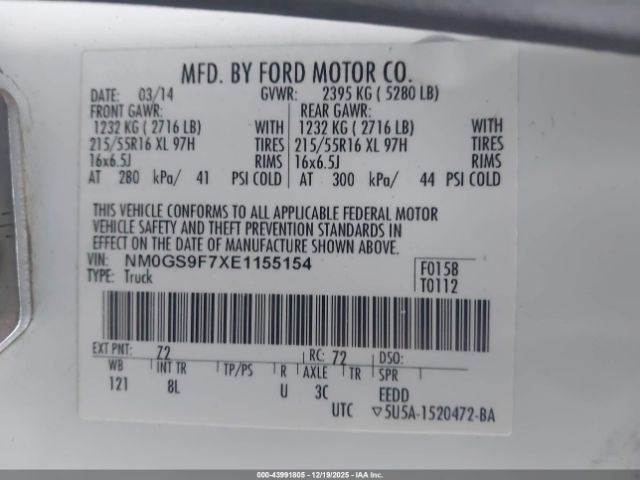 MFD. BY FORD MOTOR CO.
DATE: 03/14 GVWR: 2395 KG ( 5280 LB)
FRONT GAWR: REAR GAWR:
1232 KG ( 2716 LB) WITH 1232 KG ( 2716 LB) WITH
215/55R16 XL 97H TIRES 215/55R16 XL 97H TIRES
16x6.5J RIMS 16x6.5J RIMS
AT 280 kPa/ 41 PSI COLD AT 300 kPa/ 44 PSI COLD
THIS VEHICLE CONFORMS TO ALL APPLICABLE FEDERAL MOTOR
VEHICLE SAFETY AND THEFT PREVENTION STANDARDS IN
EFFECT ON THE DATE OF MANUFACTURE SHOWN ABOVE.
VIN: NM0GS9F7XE1155154 F0158
TYPE: Truck T0112
EXT PNT: 7Z RC: 72 DSO:
WB INT TR TP/PS R AXLE TR SPR
121 8L U 3C EEDD
UTC ▽5U5A-1520472-BA
000-43991805 - 12/19/2025 - IAAI.COM